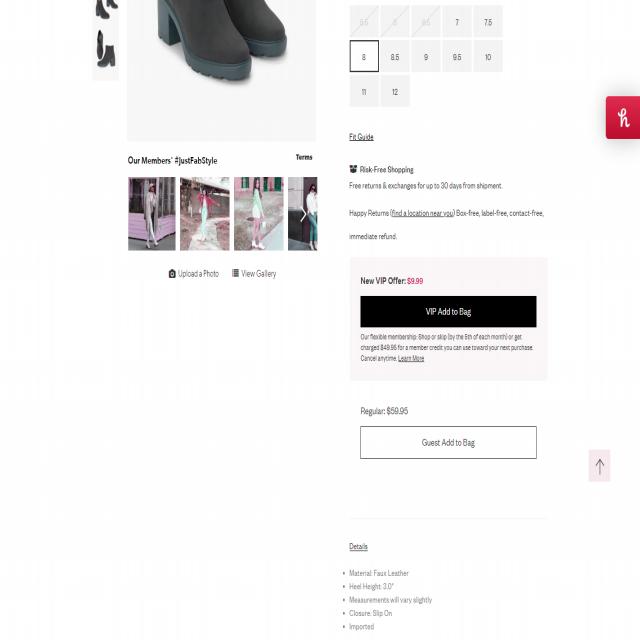 7
7.5
8
8.5
9
9.5
10
11
12
Fit Guide
Our Members' #JustFabStyle
Terms
Risk-Free Shopping
Free returns & exchanges for up to 30 days from shipment.
Happy Returns (find a location near you) Box-free, label-free, contact-free,
immediate refund.
Upload a Photo
View Gallery
New VIP Offer: $9.99
VIP Add to Bag
Our flexible membership: Shop or skip (by the 5th of each month) or get
charged $49.95 for a member credit you can use toward your next purchase.
Cancel anytime. Learn More
Regular: $59.95
Guest Add to Bag
Details
• Material: Faux Leather
• Heel Height: 3.0"
• Measurements will vary slightly
• Closure: Slip On
• Imported